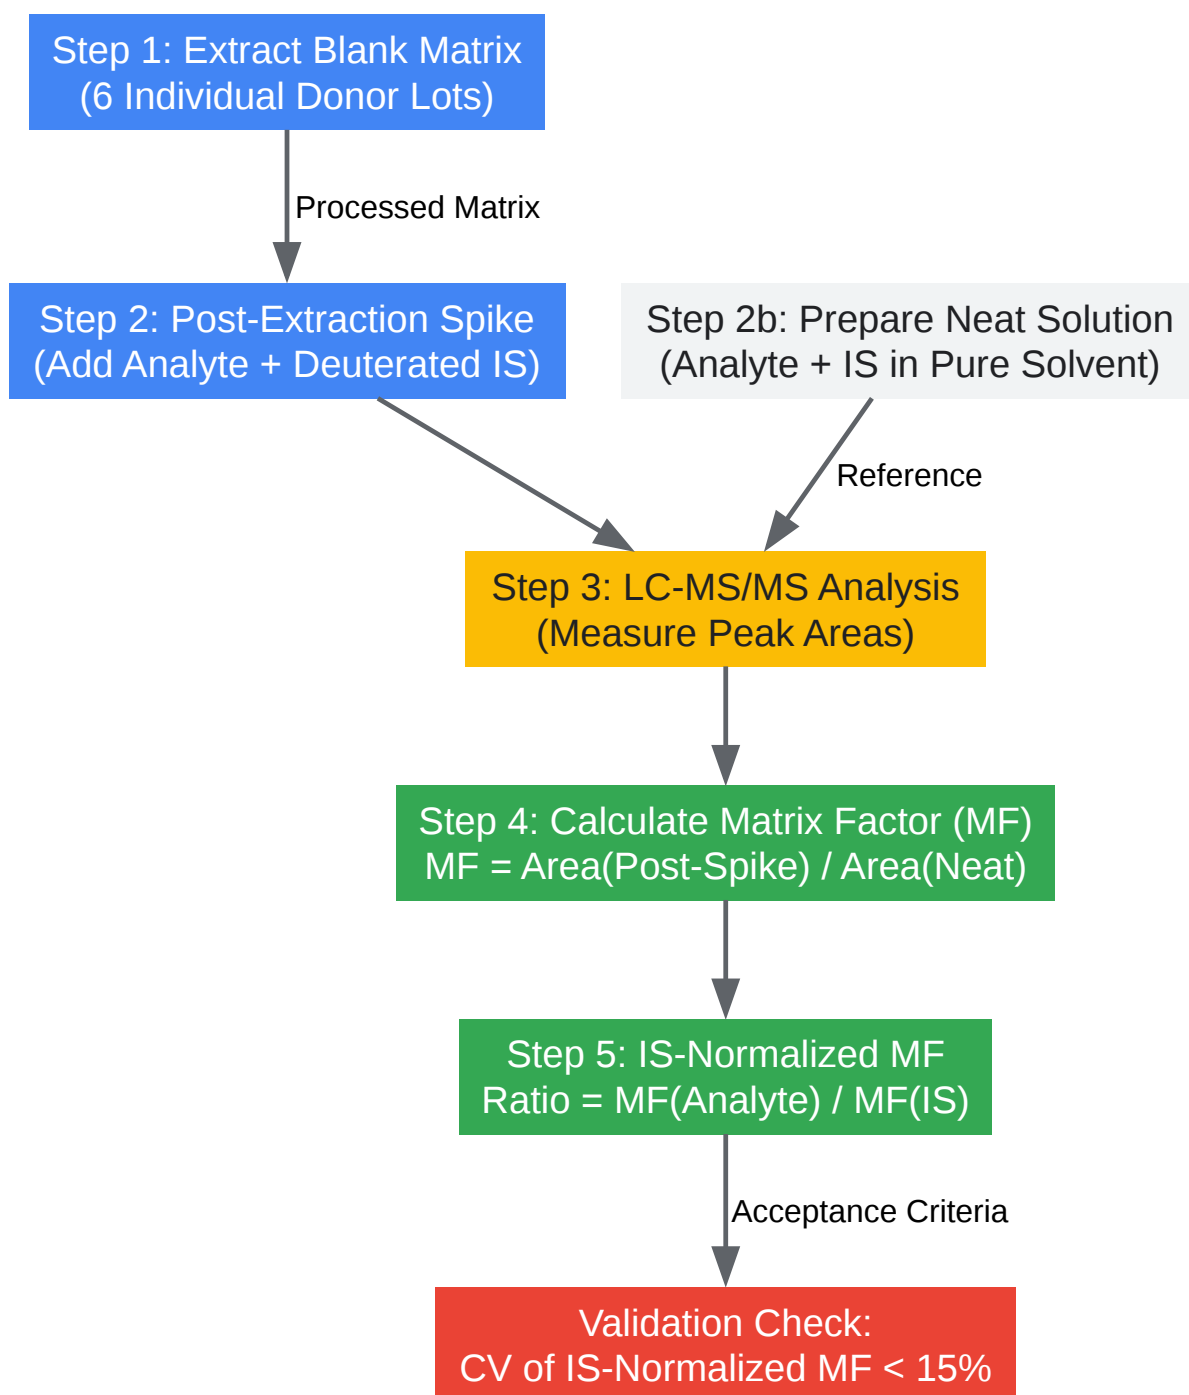 Step 1: Extract Blank Matrix
(6 Individual Donor Lots)
Processed Matrix
Step 2: Post-Extraction Spike
(Add Analyte + Deuterated IS)
Step 2b: Prepare Neat Solution
(Analyte + IS in Pure Solvent)
Reference
Step 3: LC-MS/MS Analysis
(Measure Peak Areas)
Step 4: Calculate Matrix Factor (MF)
MF = Area(Post-Spike) / Area(Neat)
Step 5: IS-Normalized MF
Ratio = MF(Analyte) / MF(IS)
Acceptance Criteria
Validation Check:
CV of IS-Normalized MF < 15%